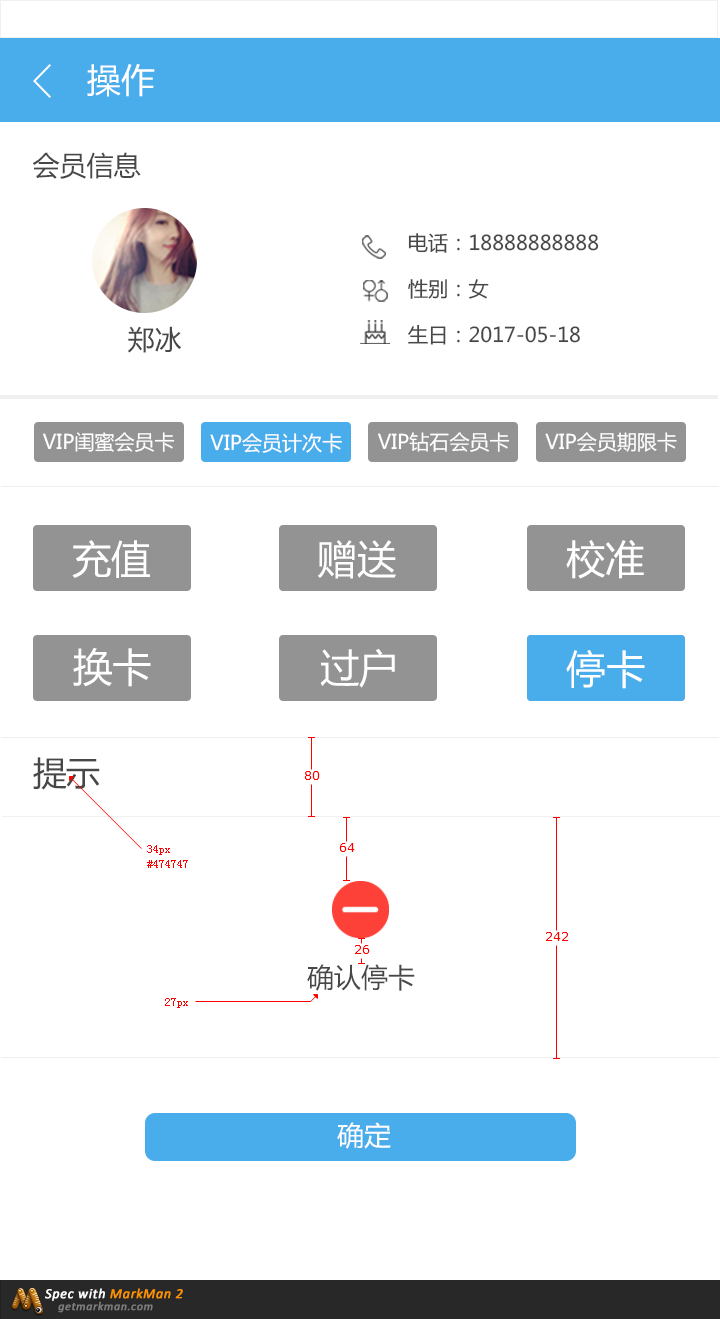 操作
会员信息
电话：18888888888
性别：女
郑冰
生日：2017-05-18
VIP闺蜜会员卡 VIP会员计次卡 VIP钻石会员卡 VIP会员期限卡
充值 赠送 校准
换卡 过户 停卡
提示
80
34px
#474747
64
242
26
确认停卡
27px
确定
Spec with MarkMan 2
getmarkman.com